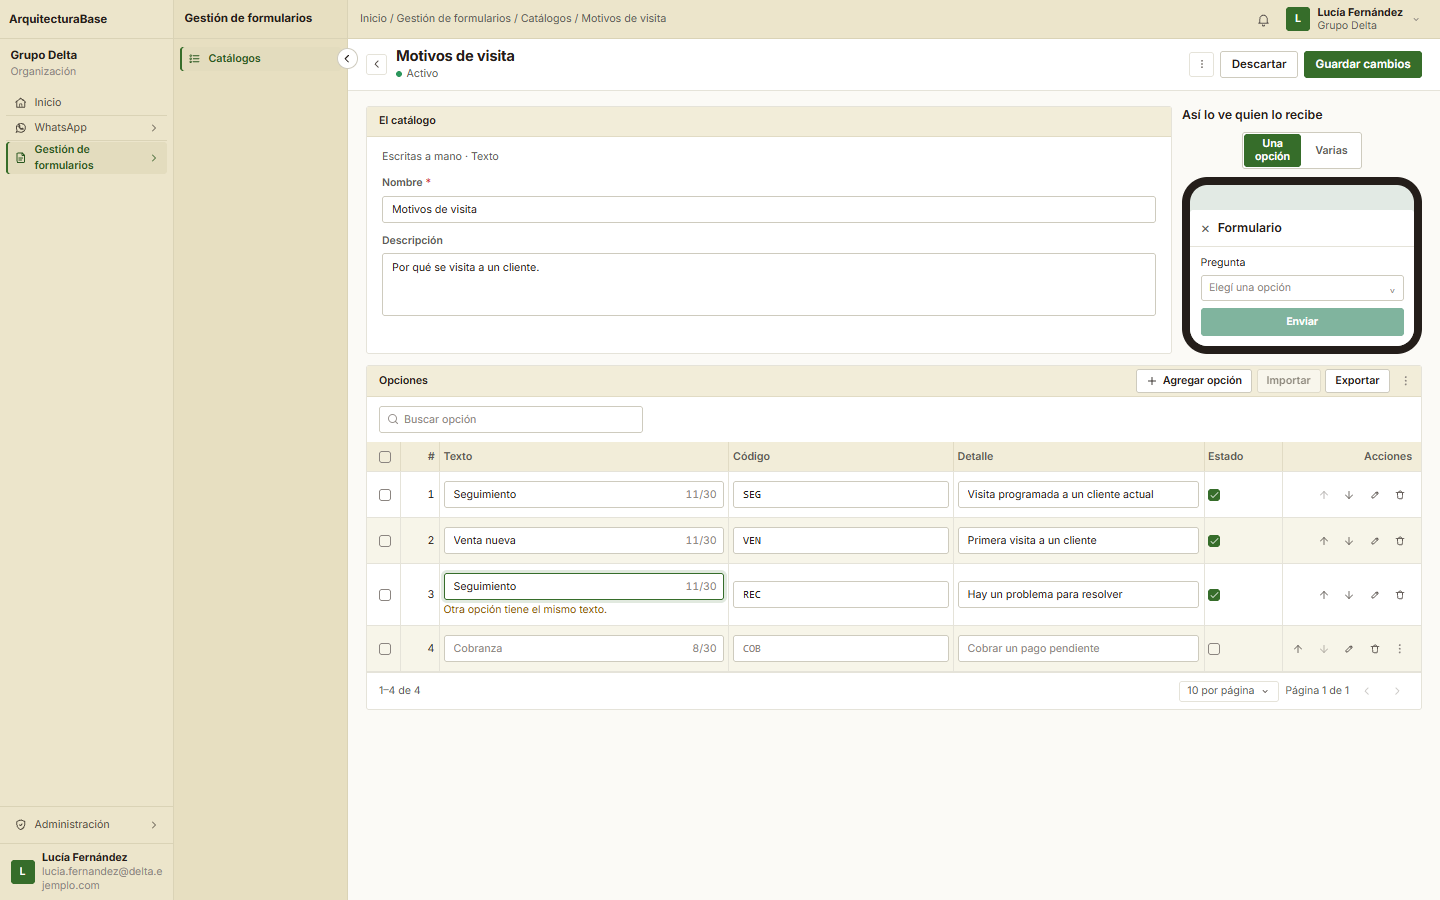 ArquitecturaBase
Grupo Delta
Organización
Inicio
WhatsApp
Gestión de
formularios
Administración
L
Lucía Fernández
lucia.fernandez@delta.e
jemplo.com
Gestión de formularios
Catálogos
Inicio / Gestión de formularios / Catálogos / Motivos de visita
L
Lucía Fernández
Grupo Delta
Motivos de visita
Activo
Descartar
Guardar cambios
El catálogo
Escritas a mano · Texto
Nombre *
Motivos de visita
Descripción
Por qué se visita a un cliente.
Así lo ve quien lo recibe
Una
opción
Varias
Formulario
Pregunta
Elegí una opción
Enviar
Opciones
Agregar opción
Importar
Exportar
Buscar opción
# Texto Código Detalle Estado Acciones
1 Seguimiento 11/30 SEG Visita programada a un cliente actual
2 Venta nueva 11/30 VEN Primera visita a un cliente
3 Seguimiento 11/30 REC Hay un problema para resolver
Otra opción tiene el mismo texto.
4 Cobranza 8/30 COB Cobrar un pago pendiente
1–4 de 4
10 por página
Página 1 de 1